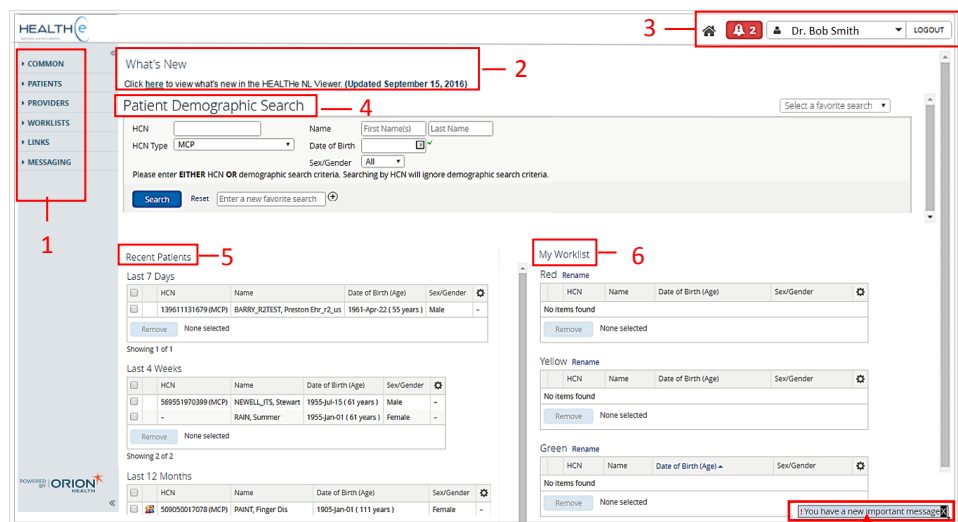 HEALTH e
3
2
Dr. Bob Smith
LOGOUT
COMMON
PATIENTS
PROVIDERS
WORKLISTS
LINKS
MESSAGING
1
What's New
2
Click here to view what's new in the HEALTHe NL Viewer. (Updated September 15, 2016)
Patient Demographic Search
4
Select a favorite search
HCN
Name First Name(s) Last Name
HCN Type MCP Date of Birth
Sex/Gender All
Please enter EITHER HCN OR demographic search criteria. Searching by HCN will ignore demographic search criteria.
Search Reset Enter a new favorite search
Recent Patients
5
Last 7 Days
HCN Name Date of Birth (Age) Sex/Gender
139611131679 (MCP) BARRY_R2TEST, Preston Ehr_r2_us 1961-Apr-22 ( 55 years ) Male –
Remove None selected
Showing 1 of 1
Last 4 Weeks
HCN Name Date of Birth (Age) Sex/Gender
569551970399 (MCP) NEWELL_ITS, Stewart 1955-Jul-15 ( 61 years ) Male –
– RAIN, Summer 1955-Jan-01 ( 61 years ) Female –
Remove None selected
Showing 2 of 2
Last 12 Months
HCN Name Date of Birth (Age) Sex/Gender
509050017078 (MCP) PAINT, Finger Dis 1905-Jan-01 ( 111 years ) Female –
My Worklist
6
Red Rename
HCN Name Date of Birth (Age) Sex/Gender
No items found
Remove None selected
Yellow Rename
HCN Name Date of Birth (Age) Sex/Gender
No items found
Remove None selected
Green Rename
HCN Name Date of Birth (Age) Sex/Gender
No items found
Remove None selected
! You have a new important message X
POWERED BY ORION HEALTH